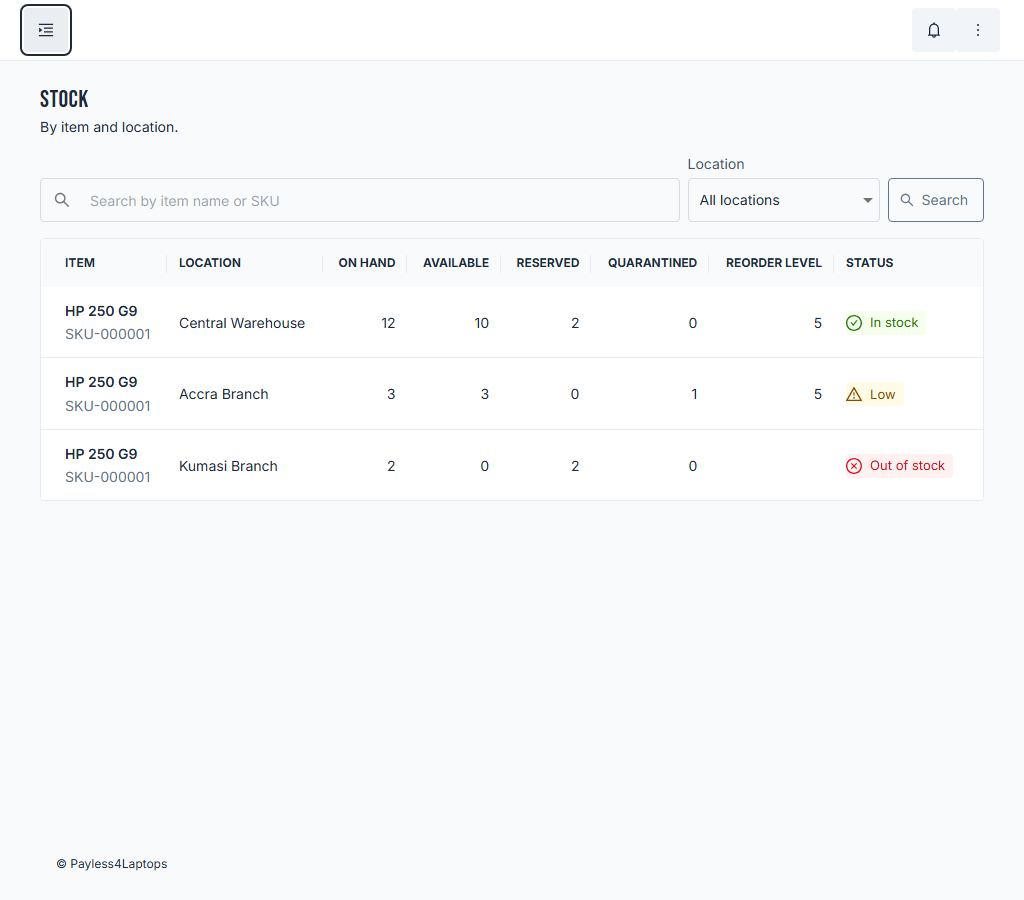 STOCK
By item and location.
Location
Search by item name or SKU
All locations
Search
ITEM LOCATION ON HAND AVAILABLE RESERVED QUARANTINED REORDER LEVEL STATUS
HP 250 G9
SKU-000001
Central Warehouse 12 10 2 0 5 In stock
HP 250 G9
SKU-000001
Accra Branch 3 3 0 1 5 Low
HP 250 G9
SKU-000001
Kumasi Branch 2 0 2 0 Out of stock
© Payless4Laptops